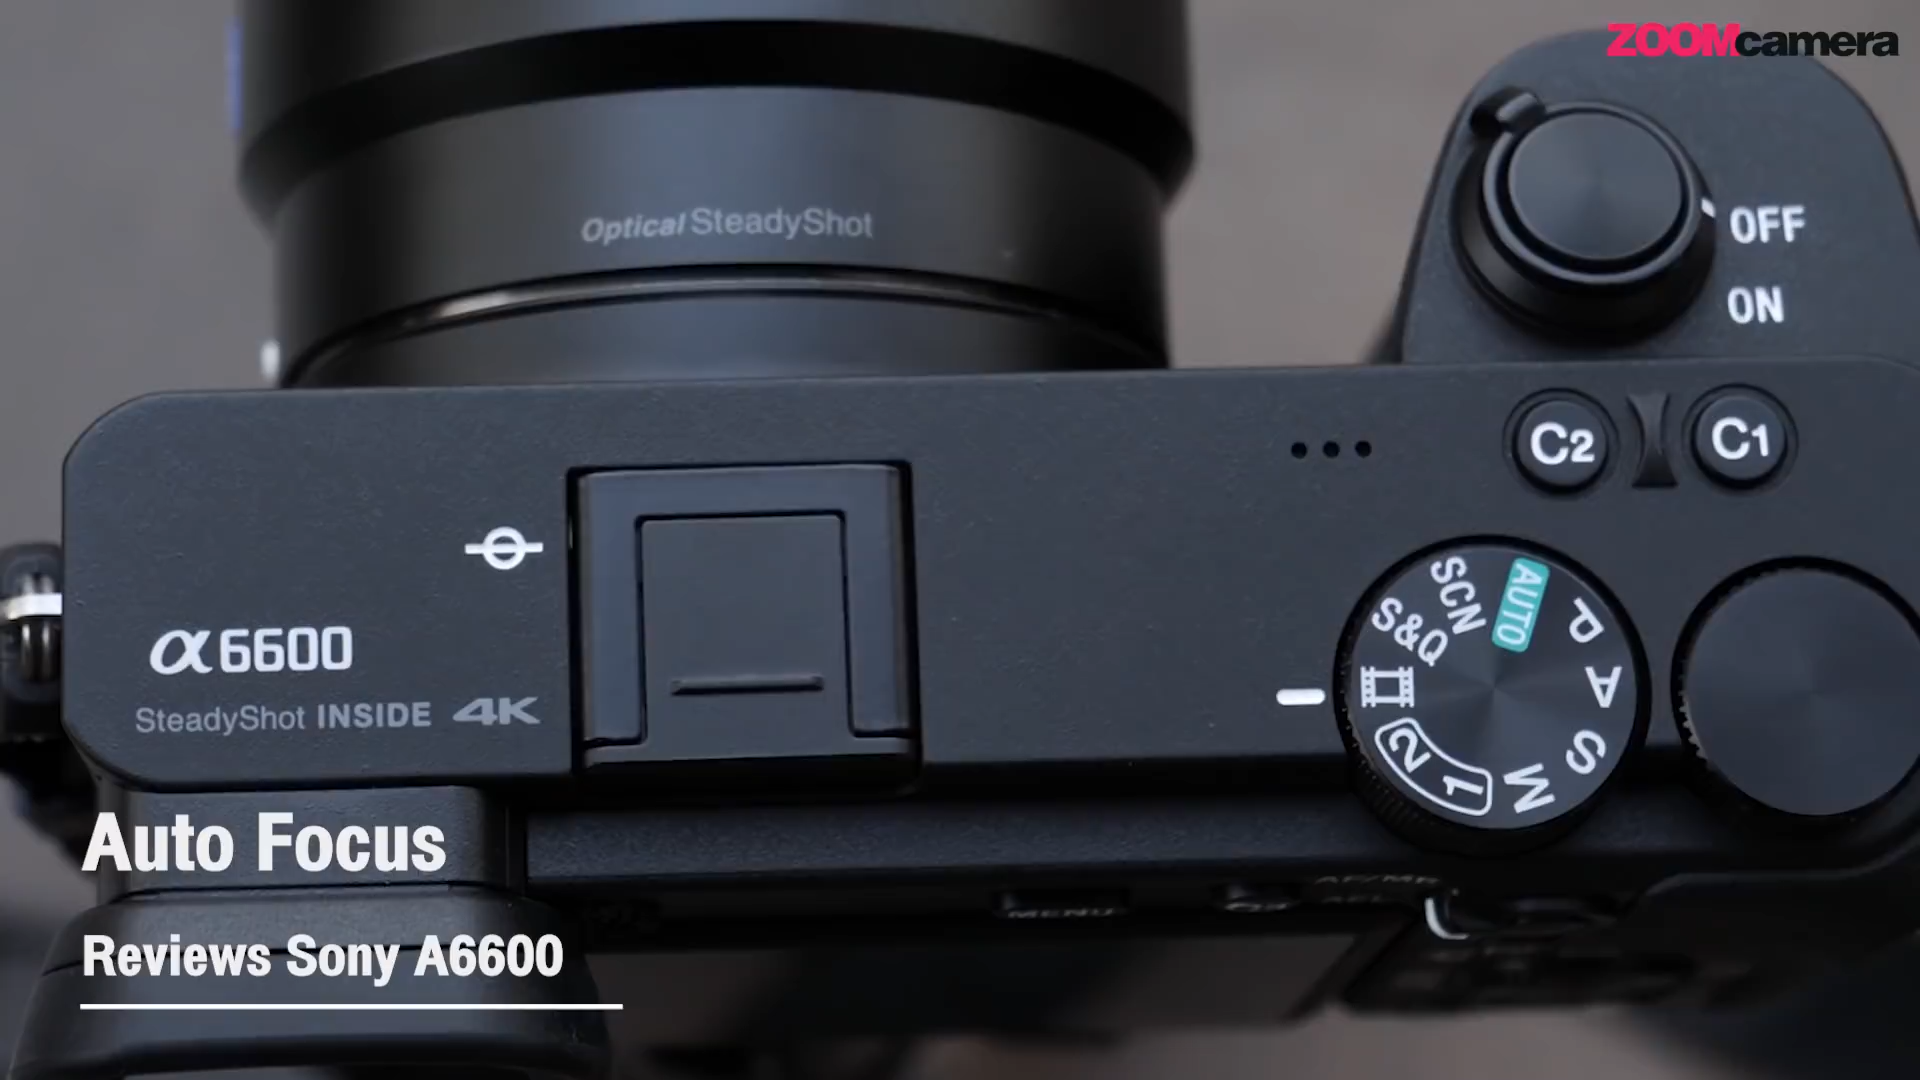 ZOOMcamera
Optical SteadyShot
OFF
ON
C2
C1
α6600
SteadyShot INSIDE 4K
AUTO
SCN
S&Q
P
A
S
M
1
2
MENU
Auto Focus
Reviews Sony A6600